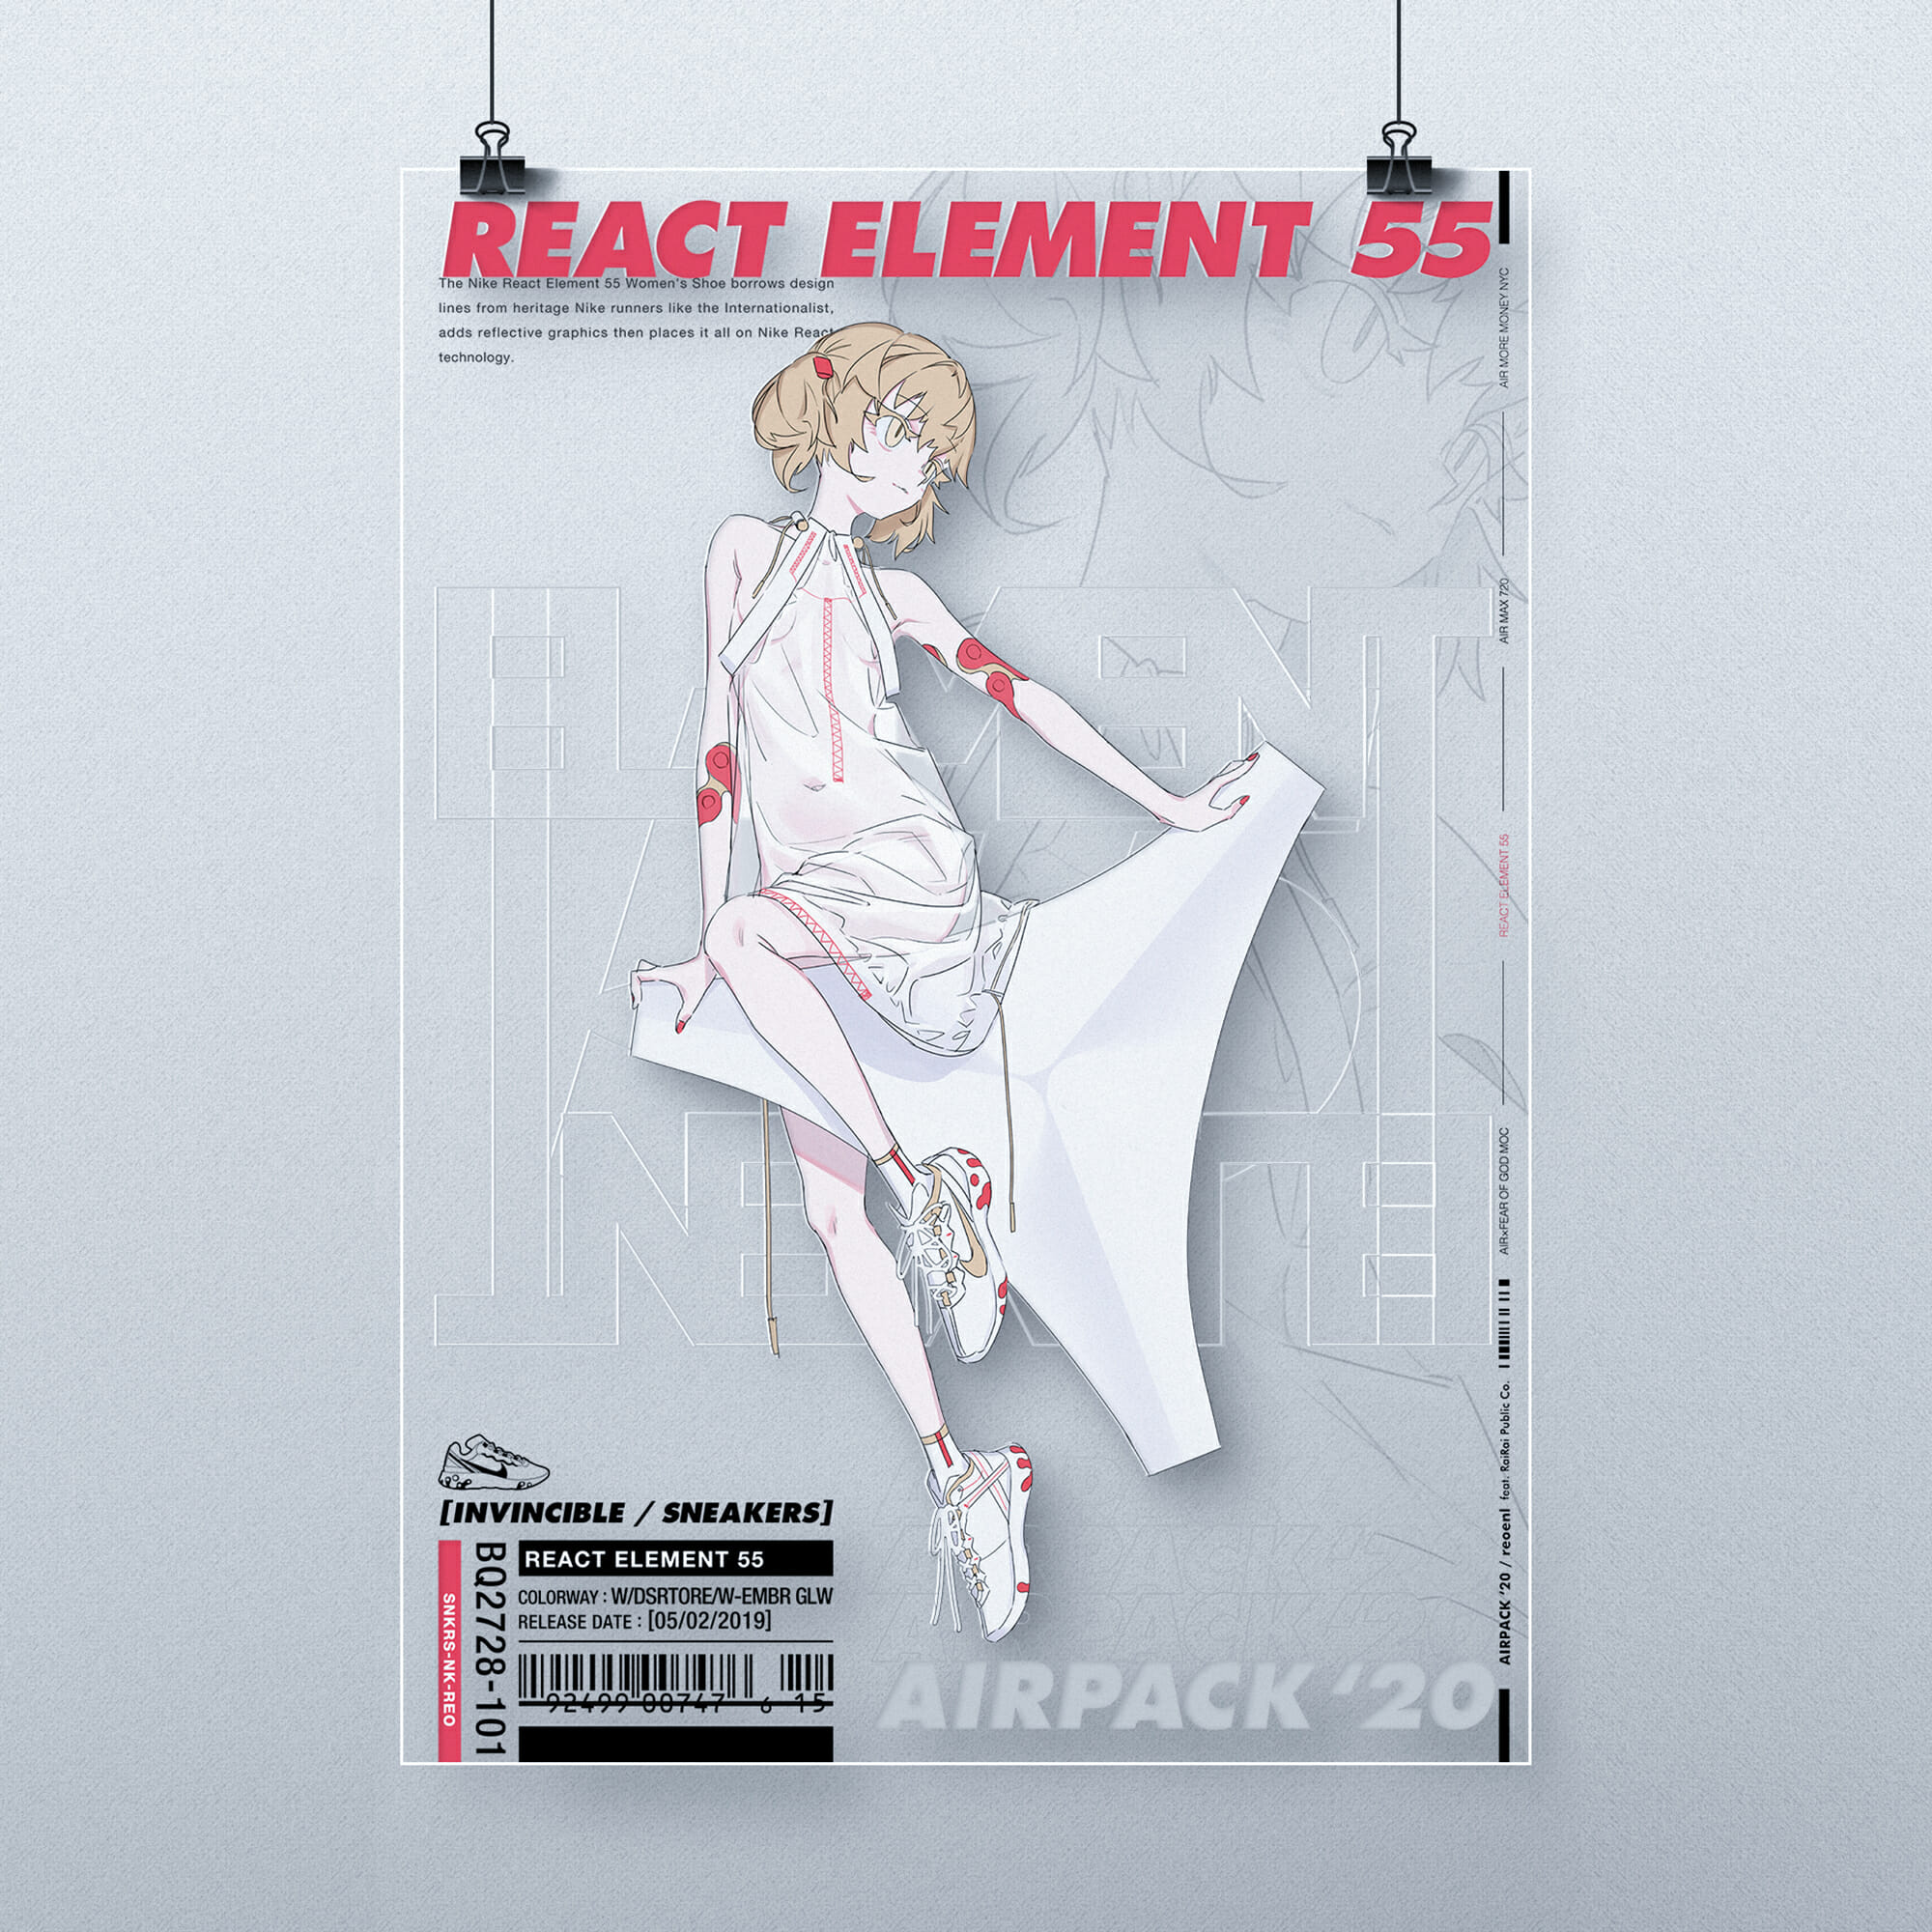 REACT ELEMENT 55
The Nike React Element 55 Women's Shoe borrows design
lines from heritage Nike runners like the Internationalist,
adds reflective graphics then places it all on Nike React
technology.
AIR MORE MONEY NYC
AIR MAX 720
REACT ELEMENT 55
AIR×FEAR OF GOD MOC
AIRPACK '20 / reoenl feat. RaiRai Public Co.
ELEMENT
[INVINCIBLE / SNEAKERS]
SNKRS-NK-REO
BQ2728-101
REACT ELEMENT 55
COLORWAY : W/DSRTORE/W-EMBR GLW
RELEASE DATE : [05/02/2019]
92499 00747 6 15
AIRPACK '20